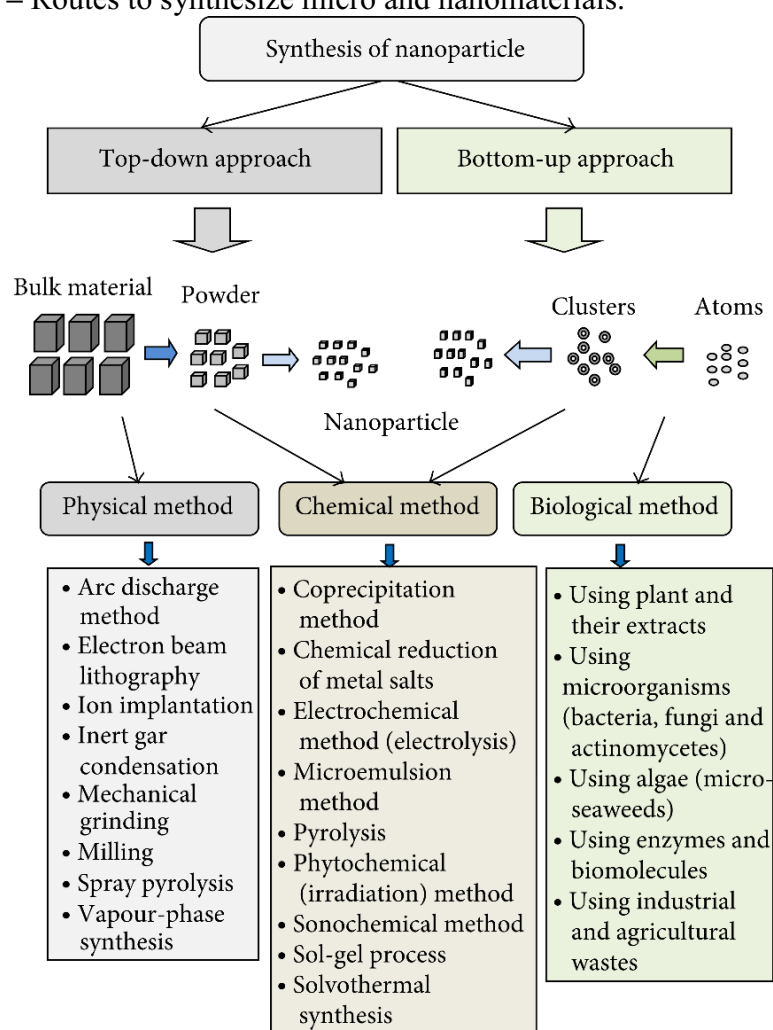 – Routes to synthesize micro and nanomaterials.
Synthesis of nanoparticle
Top-down approach
Bottom-up approach
Bulk material
Powder
Clusters
Atoms
Nanoparticle
Physical method
Chemical method
Biological method
• Arc discharge
method
• Electron beam
lithography
• Ion implantation
• Inert gar
condensation
• Mechanical
grinding
• Milling
• Spray pyrolysis
• Vapour-phase
synthesis
• Coprecipitation
method
• Chemical reduction
of metal salts
• Electrochemical
method (electrolysis)
• Microemulsion
method
• Pyrolysis
• Phytochemical
(irradiation) method
• Sonochemical method
• Sol-gel process
• Solvothermal
synthesis
• Using plant and
their extracts
• Using
microorganisms
(bacteria, fungi and
actinomycetes)
• Using algae (micro-
seaweeds)
• Using enzymes and
biomolecules
• Using industrial
and agricultural
wastes